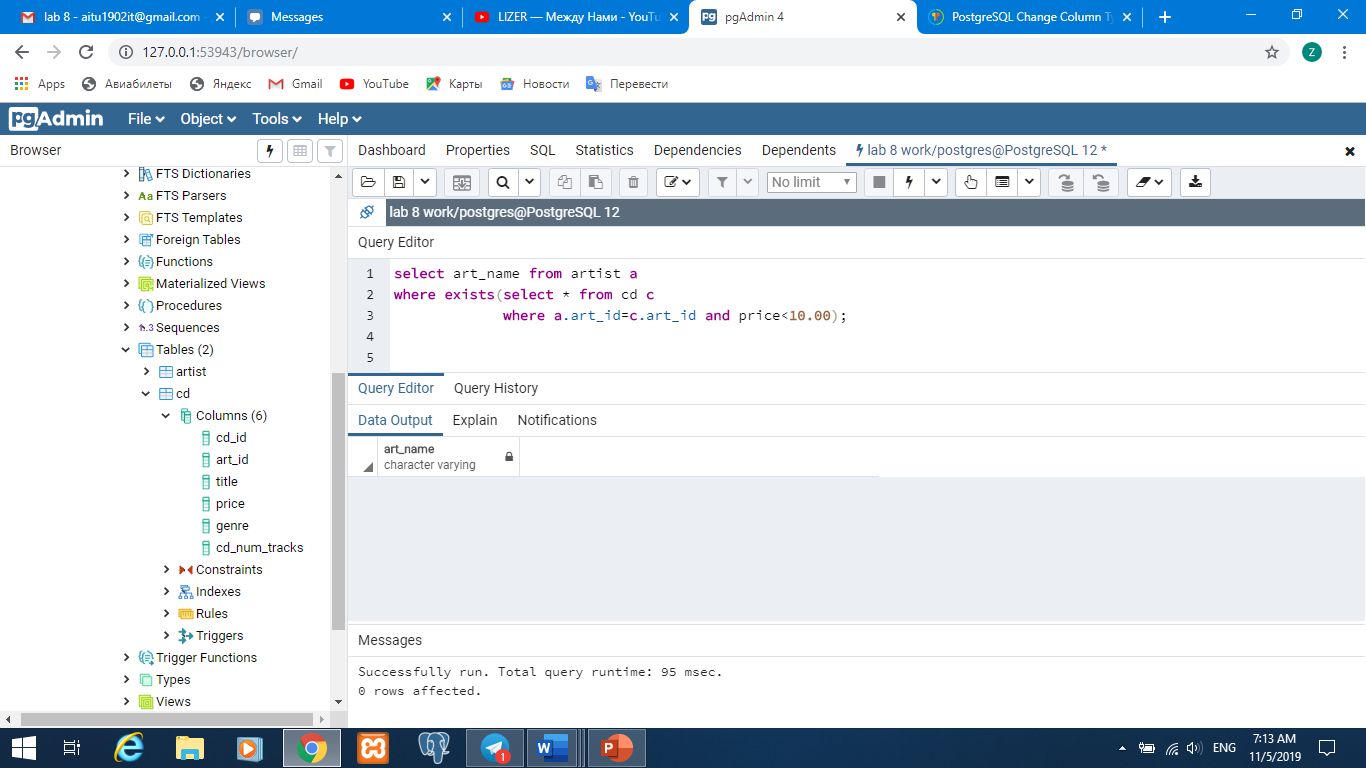 lab 8 - aitu1902it@gmail.com -
Messages
LIZER — Между Нами - YouTu
pgAdmin 4
PostgreSQL Change Column Ty
127.0.0.1:53943/browser/
Z
Apps
Авиабилеты
Яндекс
Gmail
YouTube
Карты
Новости
Перевести
pgAdmin
File
Object
Tools
Help
Browser
Dashboard
Properties
SQL
Statistics
Dependencies
Dependents
lab 8 work/postgres@PostgreSQL 12 *
No limit
lab 8 work/postgres@PostgreSQL 12
FTS Dictionaries
Aa FTS Parsers
FTS Templates
Foreign Tables
Functions
Materialized Views
Procedures
1..3 Sequences
Tables (2)
artist
cd
Columns (6)
cd_id
art_id
title
price
genre
cd_num_tracks
Constraints
Indexes
Rules
Triggers
Trigger Functions
Types
Views
Query Editor
1 select art_name from artist a
2 where exists(select * from cd c
3 where a.art_id=c.art_id and price<10.00);
4
5
Query Editor
Query History
Data Output
Explain
Notifications
art_name
character varying
Messages
Successfully run. Total query runtime: 95 msec.
0 rows affected.
1
W
P
ENG
7:13 AM
11/5/2019